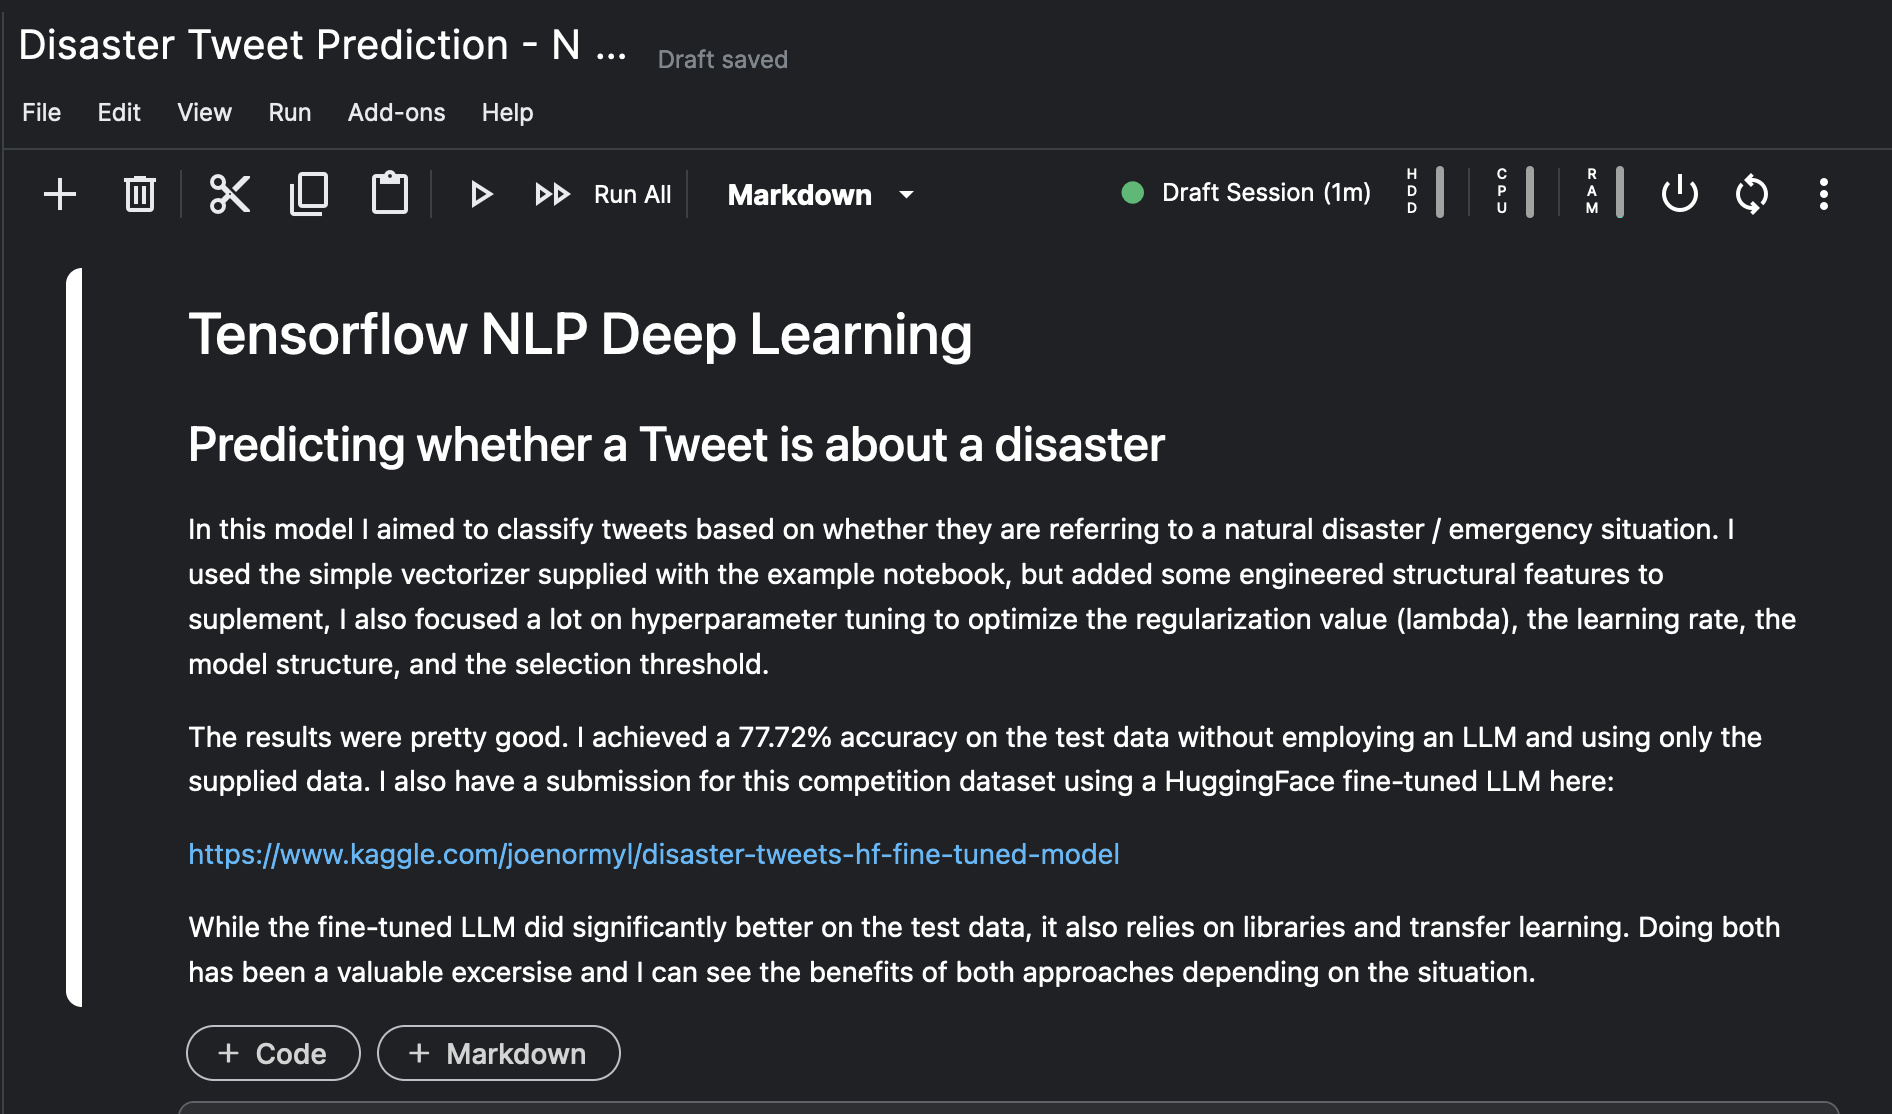 Disaster Tweet Prediction - N ... Draft saved
File Edit View Run Add-ons Help
Run All Markdown Draft Session (1m) HDD CPU RAM
Tensorflow NLP Deep Learning
Predicting whether a Tweet is about a disaster
In this model I aimed to classify tweets based on whether they are referring to a natural disaster / emergency situation. I
used the simple vectorizer supplied with the example notebook, but added some engineered structural features to
suplement, I also focused a lot on hyperparameter tuning to optimize the regularization value (lambda), the learning rate, the
model structure, and the selection threshold.
The results were pretty good. I achieved a 77.72% accuracy on the test data without employing an LLM and using only the
supplied data. I also have a submission for this competition dataset using a HuggingFace fine-tuned LLM here:
https://www.kaggle.com/joenormyl/disaster-tweets-hf-fine-tuned-model
While the fine-tuned LLM did significantly better on the test data, it also relies on libraries and transfer learning. Doing both
has been a valuable excersise and I can see the benefits of both approaches depending on the situation.
+ Code + Markdown